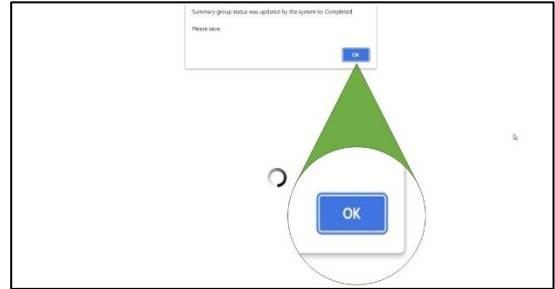 Summary group status was updated by the system to: Completed
Please save:
OK
OK